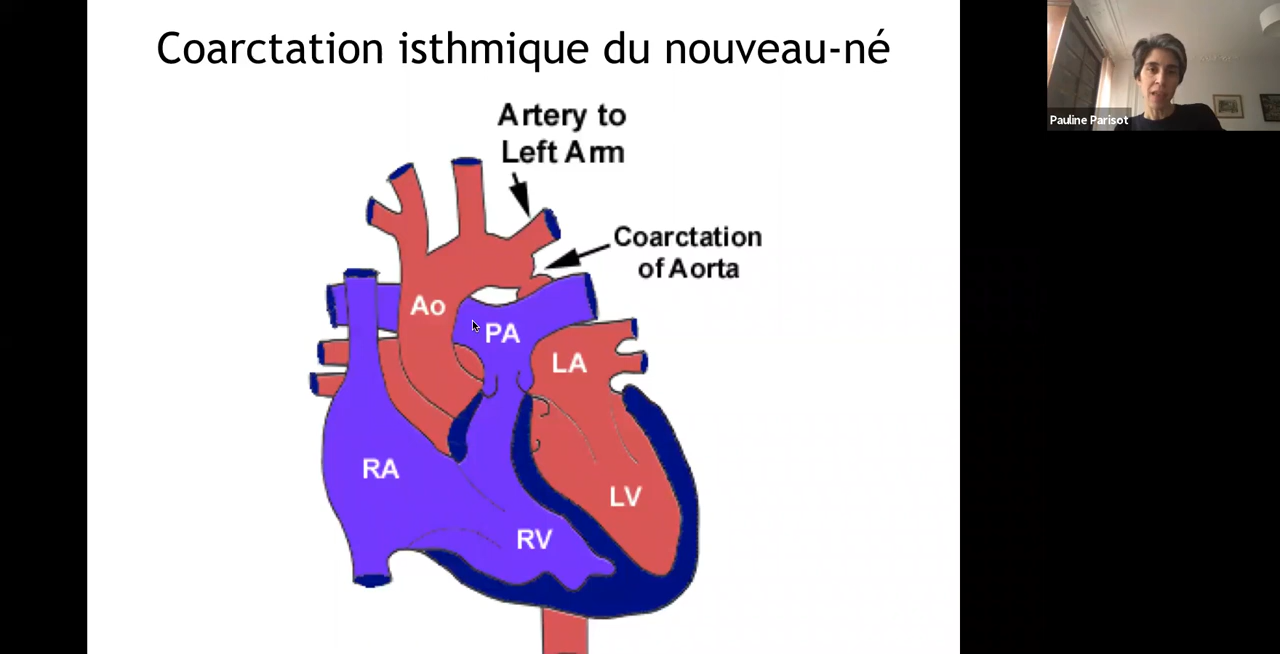 Coarctation isthmique du nouveau-né
Artery to
Left Arm
Coarctation
of Aorta
Ao
PA
LA
RA
LV
RV
Pauline Parisot